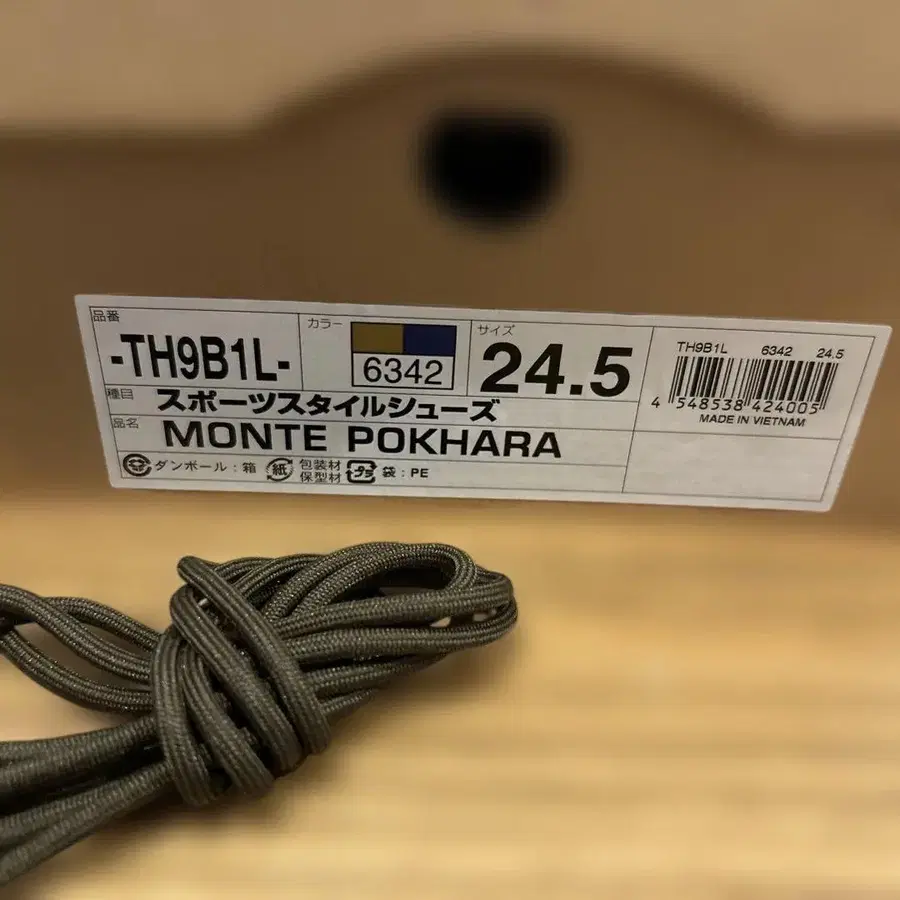 品番
-TH9B1L-
カラー
6342
サイズ
24.5
TH9B1L 6342 24.5
4 548538 424005
MADE IN VIETNAM
種目
スポーツスタイルシューズ
品名
MONTE POKHARA
ダンボール:箱 紙 包装材 プラ 袋:PE
保型材